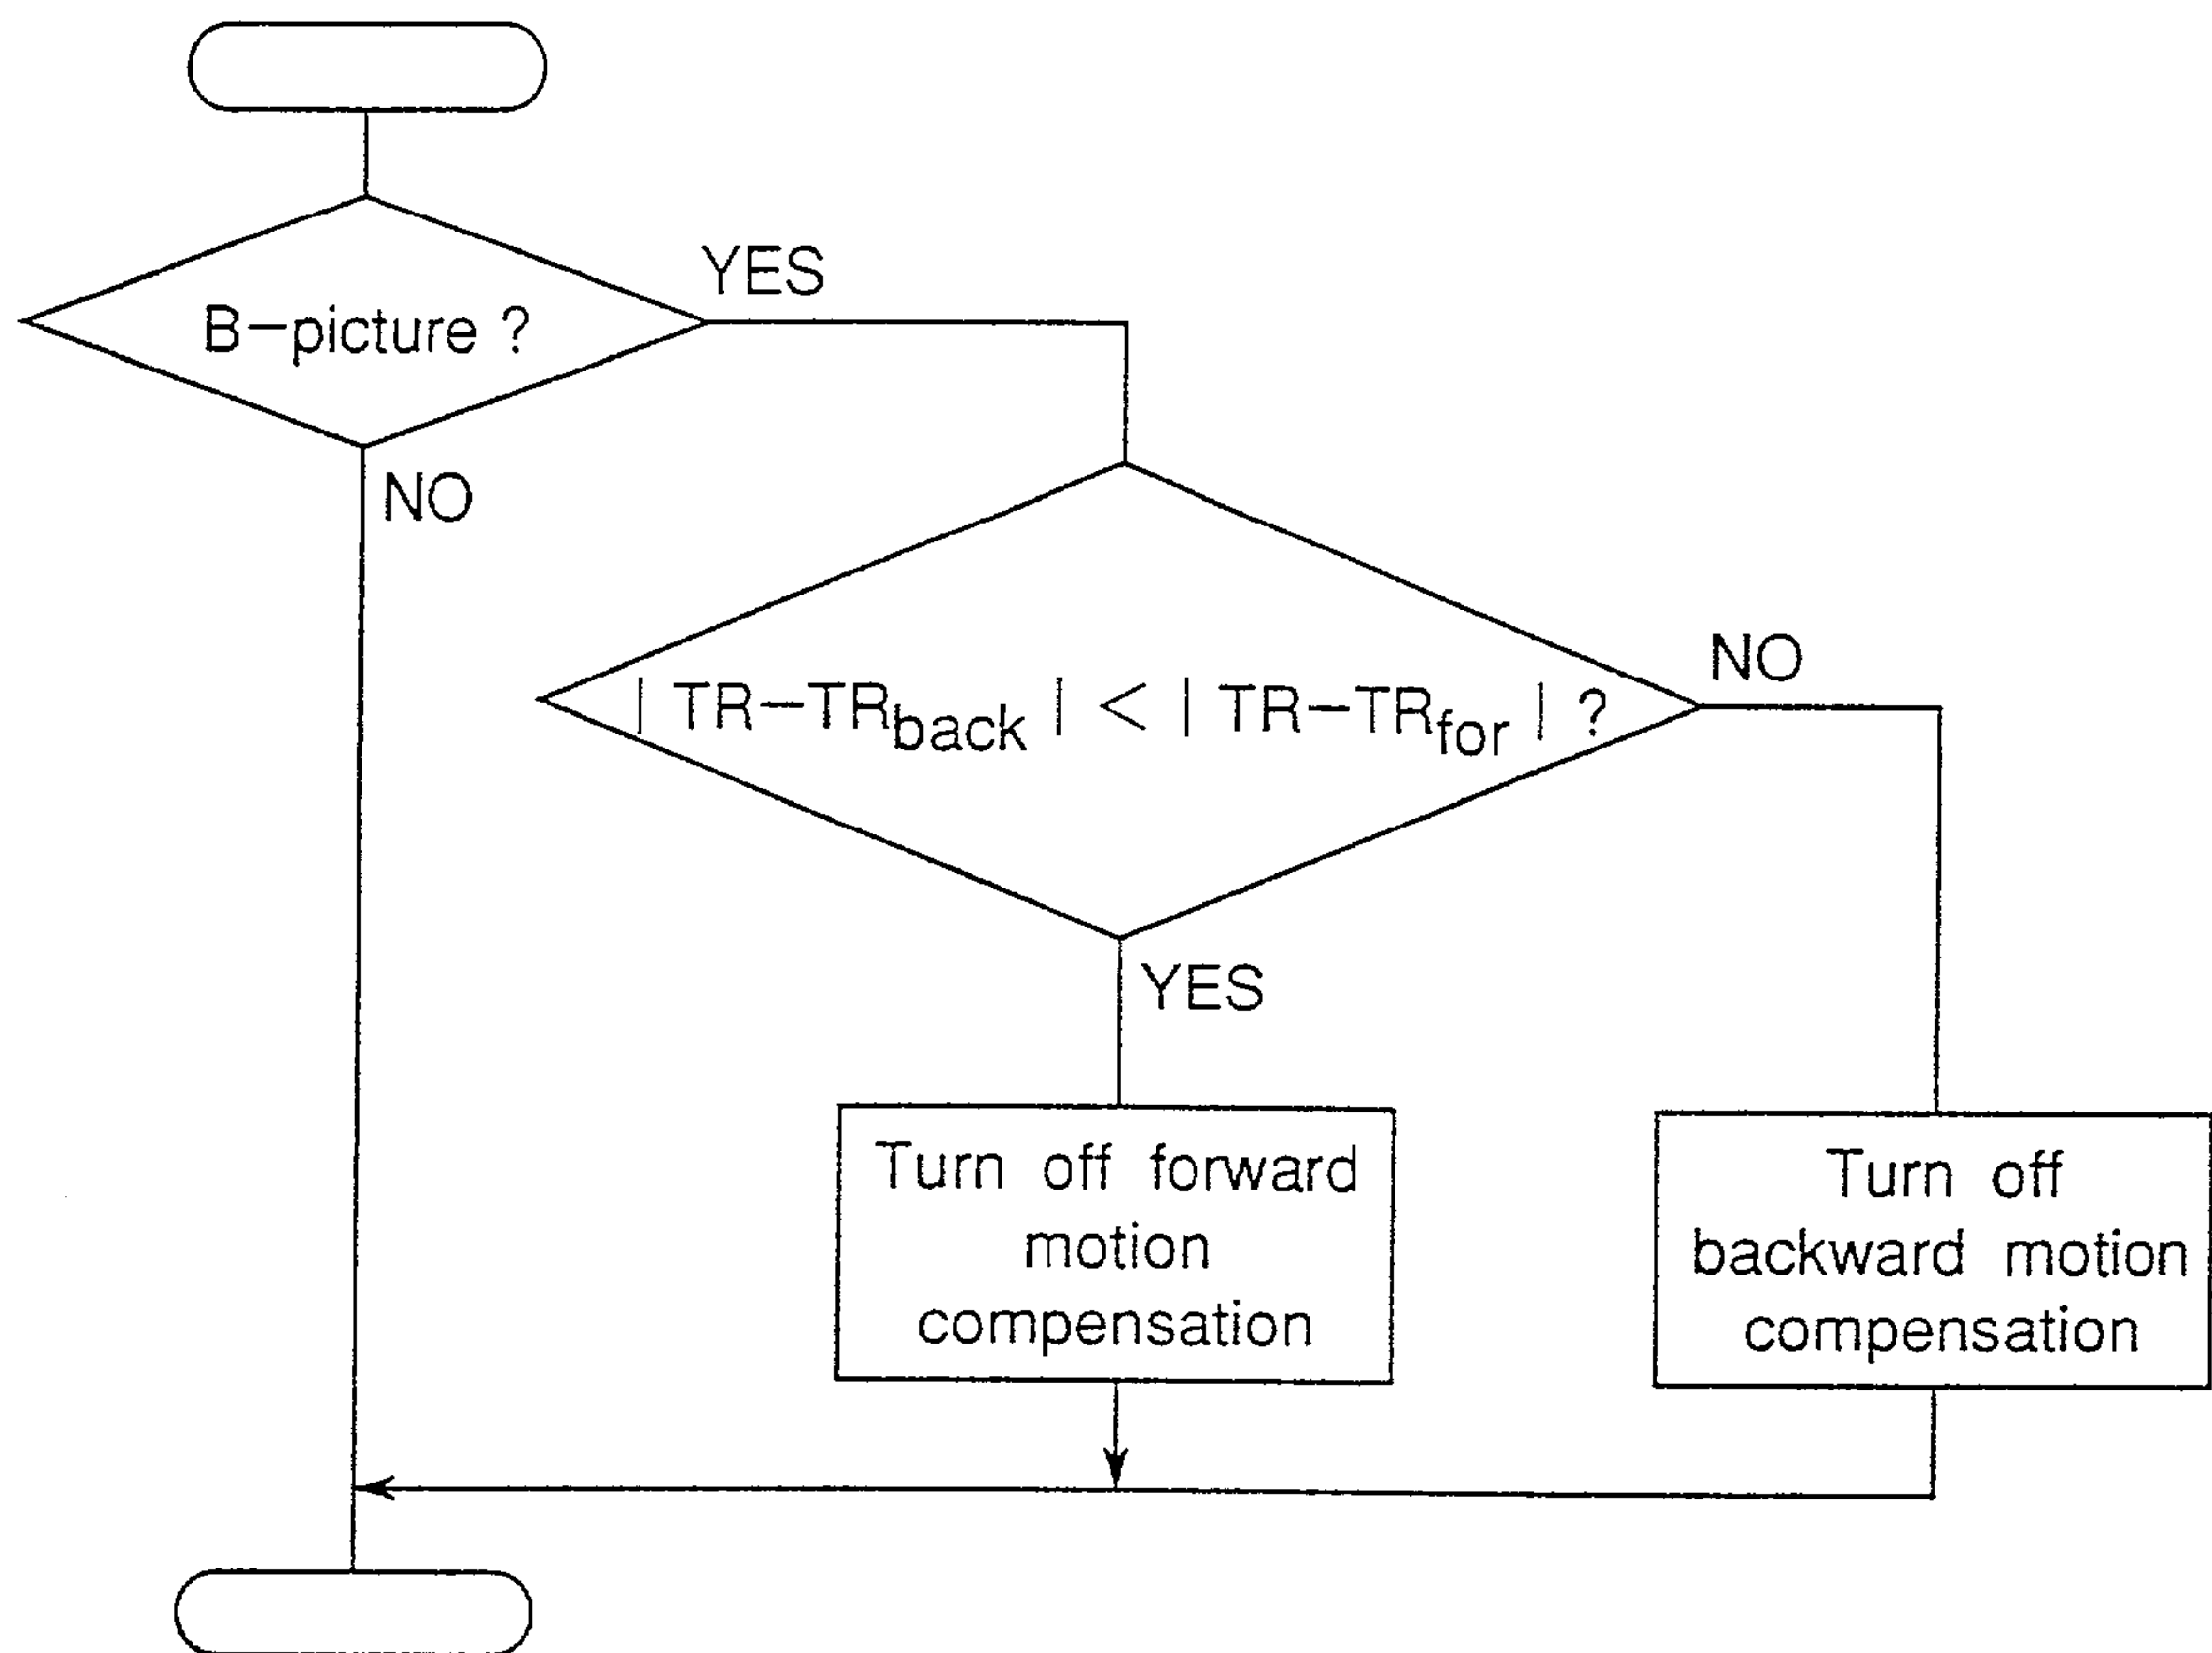 B-picture ?
YES
NO
| TR-TRback | < | TR-TRfor | ?
NO
YES
Turn off forward
motion
compensation
Turn off
backward motion
compensation